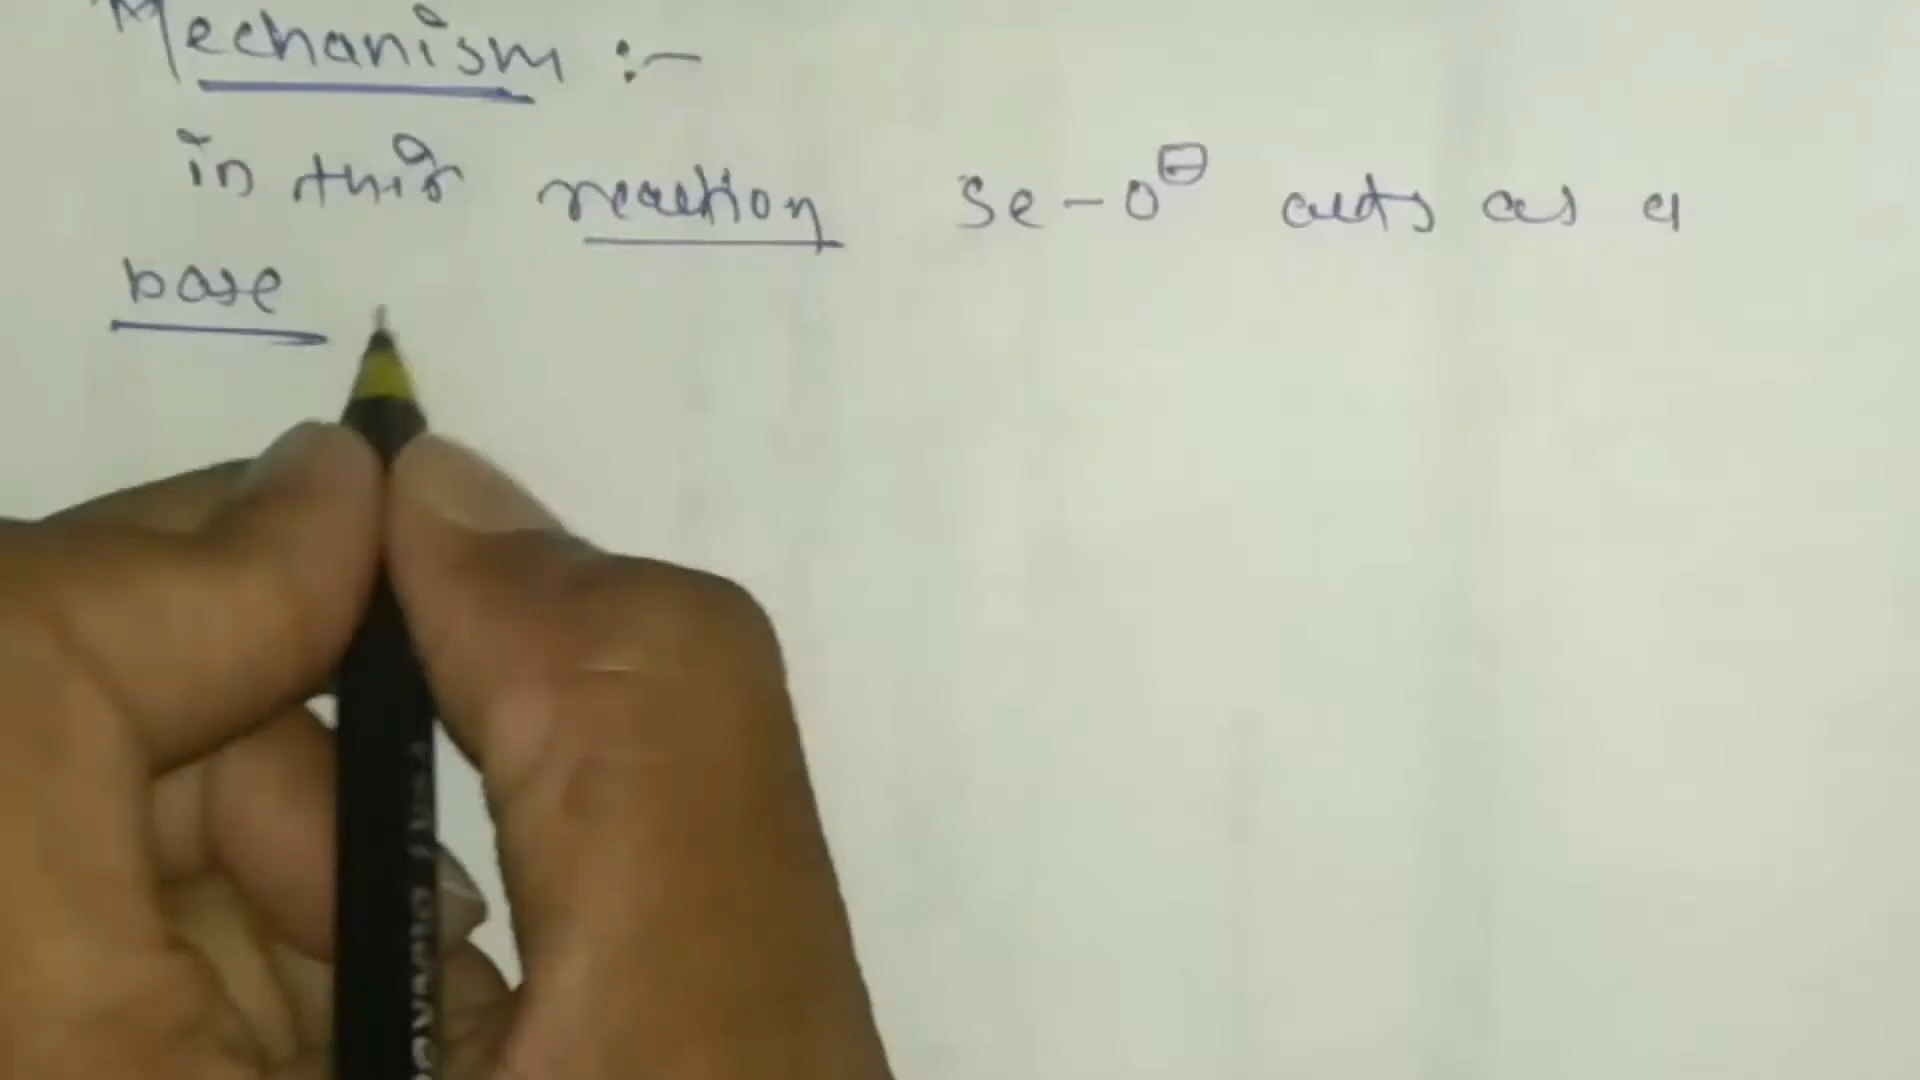 Mechanism :-
in this reaction Se-O⊖ acts as a
base